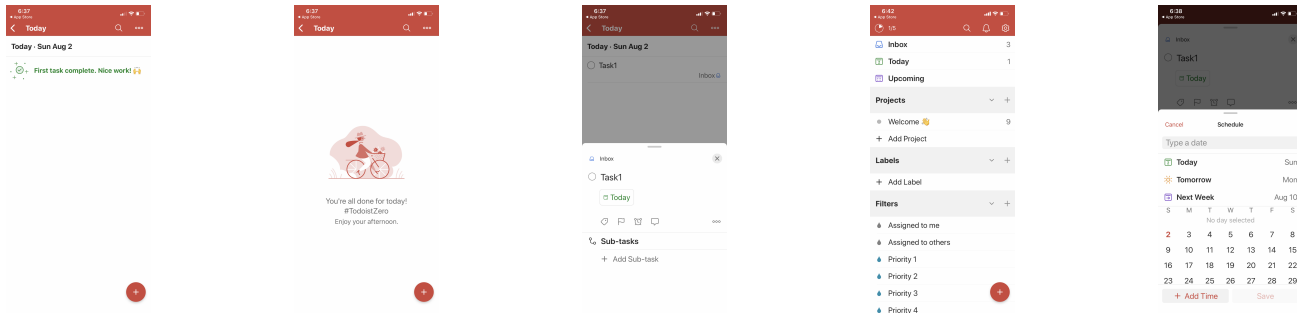 6:37
App Store
Today
Today · Sun Aug 2
First task complete. Nice work! 🙌
6:37
App Store
Today
You're all done for today!
#TodoistZero
Enjoy your afternoon.
6:37
App Store
Today
Today · Sun Aug 2
Task1
Inbox
Inbox
Task1
Today
Sub-tasks
+ Add Sub-task
6:42
App Store
1/5
Inbox 3
Today 1
Upcoming
Projects
Welcome 👋 9
+ Add Project
Labels
+ Add Label
Filters
Assigned to me
Assigned to others
Priority 1
Priority 2
Priority 3
Priority 4
6:38
App Store
Inbox
Task1
Today
Cancel Schedule
Type a date
Today Sun
Tomorrow Mon
Next Week Aug 10
S M T W T F S
No day selected
2 3 4 5 6 7 8
9 10 11 12 13 14 15
16 17 18 19 20 21 22
23 24 25 26 27 28 29
+ Add Time Save